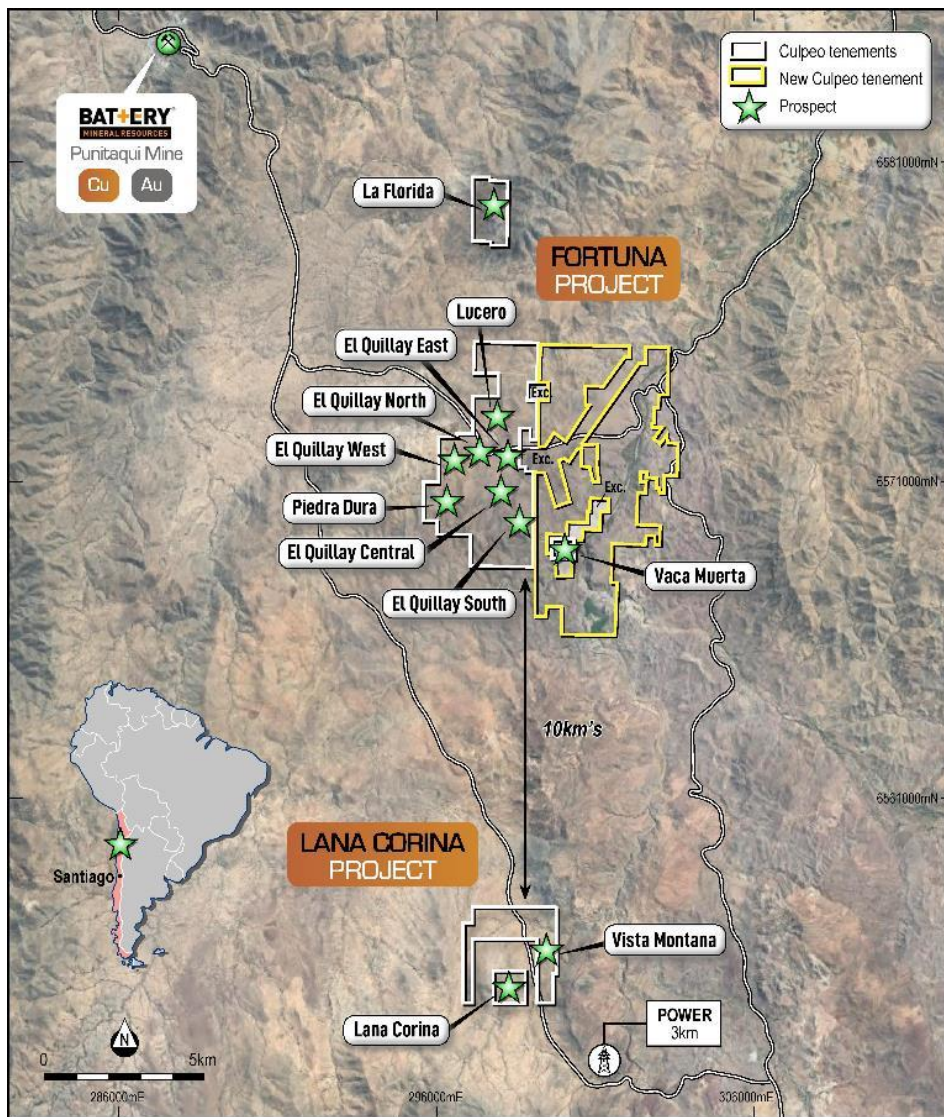 Culpeo tenements
New Culpeo tenement
Prospect
BATTERY
MINERAL RESOURCES
Punitaqui Mine
Cu
Au
6581000mN
La Florida
FORTUNA
PROJECT
Lucero
El Quillay East
El Quillay North
El Quillay West
Piedra Dura
El Quillay Central
El Quillay South
Exc.
Exc.
Exc.
6571000mN
Vaca Muerta
10km's
6561000mN
LANA CORINA
PROJECT
Santiago
Vista Montana
Lana Corina
POWER
3km
N
0
5km
286000mE
296000mE
306000mE